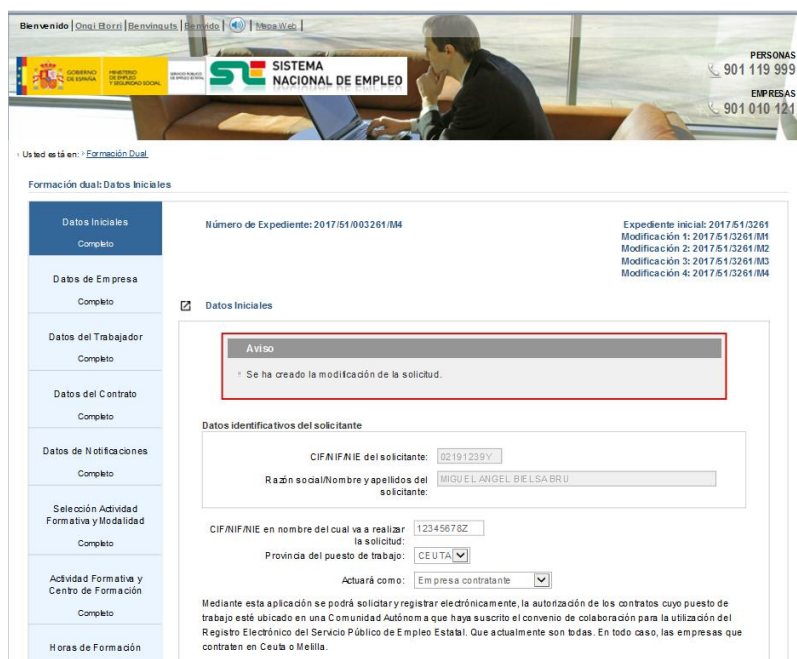 Bienvenido | Ongi Etorri | Benvinguts | Benvido | Mapa Web |
PERSONAS
901 119 999
EMPRESAS
901 010 121
GOBIERNO DE ESPAÑA
MINISTERIO DE EMPLEO Y SEGURIDAD SOCIAL
SERVICIO PÚBLICO DE EMPLEO ESTATAL
SISTEMA
NACIONAL DE EMPLEO
Usted está en: Formación Dual
Formación dual: Datos Iniciales
Datos Iniciales
Completo
Datos de Empresa
Completo
Datos del Trabajador
Completo
Datos del Contrato
Completo
Datos de Notificaciones
Completo
Selección Actividad
Formativa y Modalidad
Completo
Actividad Formativa y
Centro de Formación
Completo
Horas de Formación
Número de Expediente: 2017/51/003261/M4
Expediente inicial: 2017/51/3261
Modificación 1: 2017/51/3261/M1
Modificación 2: 2017/51/3261/M2
Modificación 3: 2017/51/3261/M3
Modificación 4: 2017/51/3261/M4
Datos Iniciales
Aviso
Se ha creado la modificación de la solicitud.
Datos identificativos del solicitante
CIF/NIF/NIE del solicitante: 02191239Y
Razón social/Nombre y apellidos del solicitante: MIGUEL ANGEL BIELSA BRU
CIF/NIF/NIE en nombre del cual va a realizar la solicitud: 12345678Z
Provincia del puesto de trabajo: CEUTA
Actuará como: Empresa contratante
Mediante esta aplicación se podrá solicitar y registrar electrónicamente, la autorización de los contratos cuyo puesto de
trabajo esté ubicado en una Comunidad Autónoma que haya suscrito el convenio de colaboración para la utilización del
Registro Electrónico del Servicio Público de Empleo Estatal. Que actualmente son todas. En todo caso, las empresas que
contraten en Ceuta o Melilla.